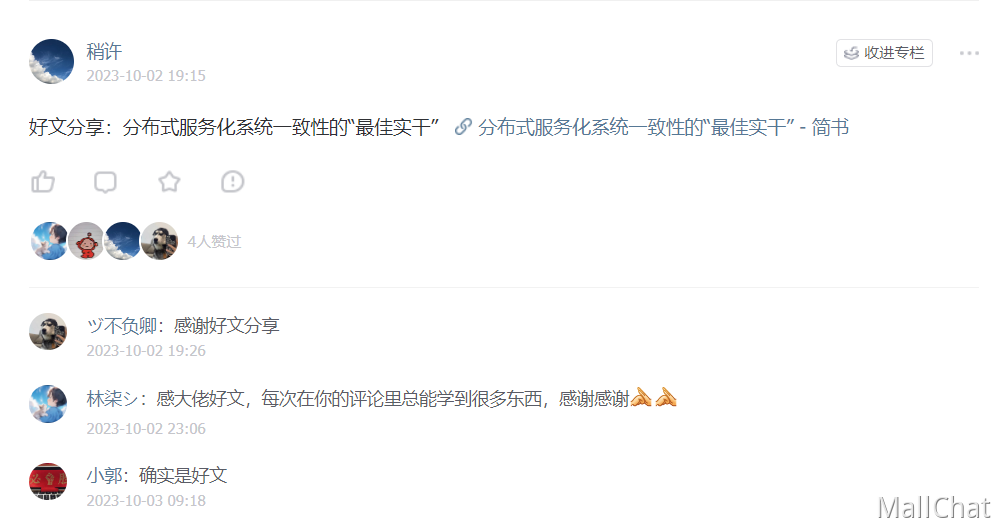 稍许
2023-10-02 19:15
收进专栏
好文分享：分布式服务化系统一致性的“最佳实干” 分布式服务化系统一致性的“最佳实干” - 简书
4人赞过
ヅ不负卿：感谢好文分享
2023-10-02 19:26
林柒シ：感大佬好文，每次在你的评论里总能学到很多东西，感谢感谢
2023-10-02 23:06
小郭：确实是好文
2023-10-03 09:18
MallChat